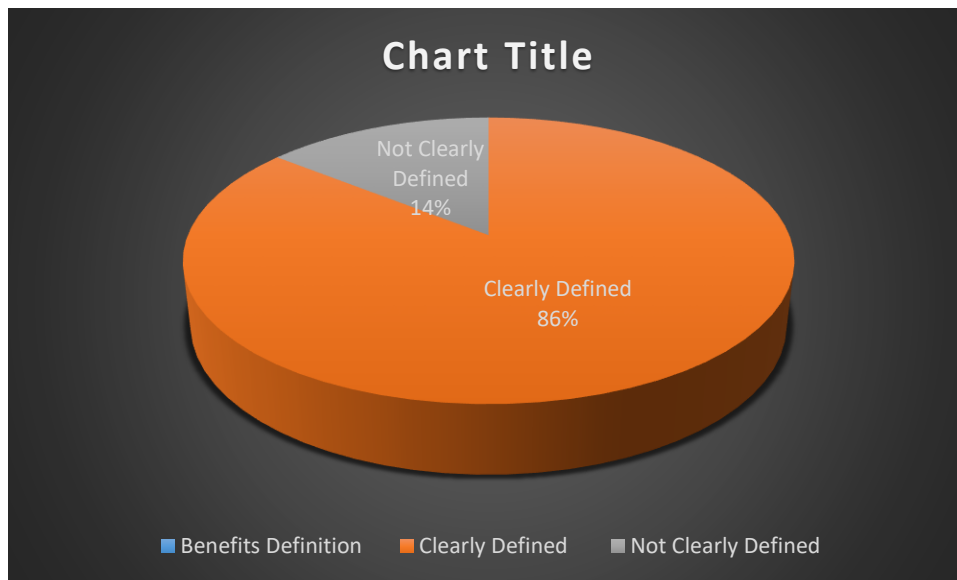 Chart Title
Not Clearly
Defined
14%
Clearly Defined
86%
Benefits Definition Clearly Defined Not Clearly Defined